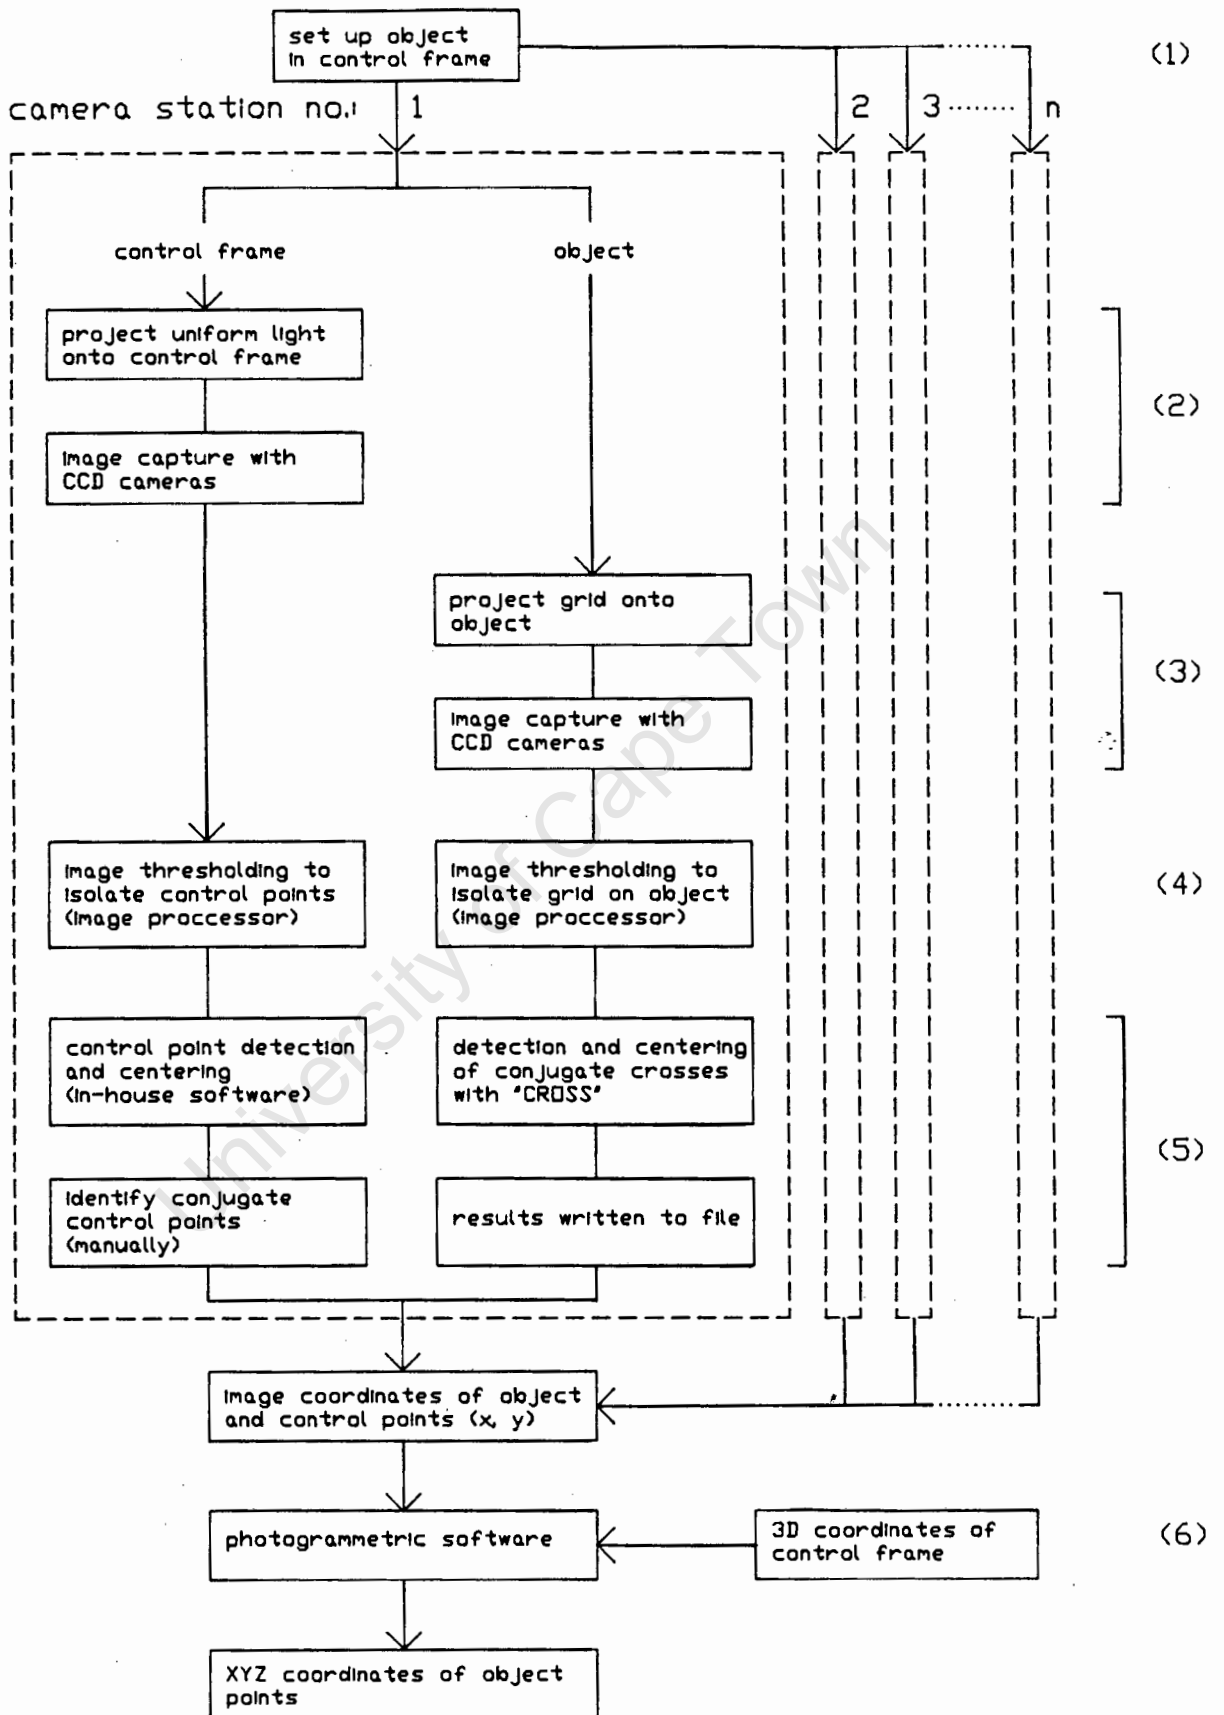 set up object
in control frame
(1)
camera station no.: 1 2 3 ........ n
control frame
object
project uniform light
onto control frame
image capture with
CCD cameras
(2)
project grid onto
object
image capture with
CCD cameras
(3)
image thresholding to
isolate control points
(image proccessor)
image thresholding to
isolate grid on object
(image proccessor)
(4)
control point detection
and centering
(in-house software)
detection and centering
of conjugate crosses
with "CROSS"
identify conjugate
control points
(manually)
results written to file
(5)
image coordinates of object
and control points (x, y)
photogrammetric software
3D coordinates of
control frame
(6)
XYZ coordinates of object
points
University of Cape Town